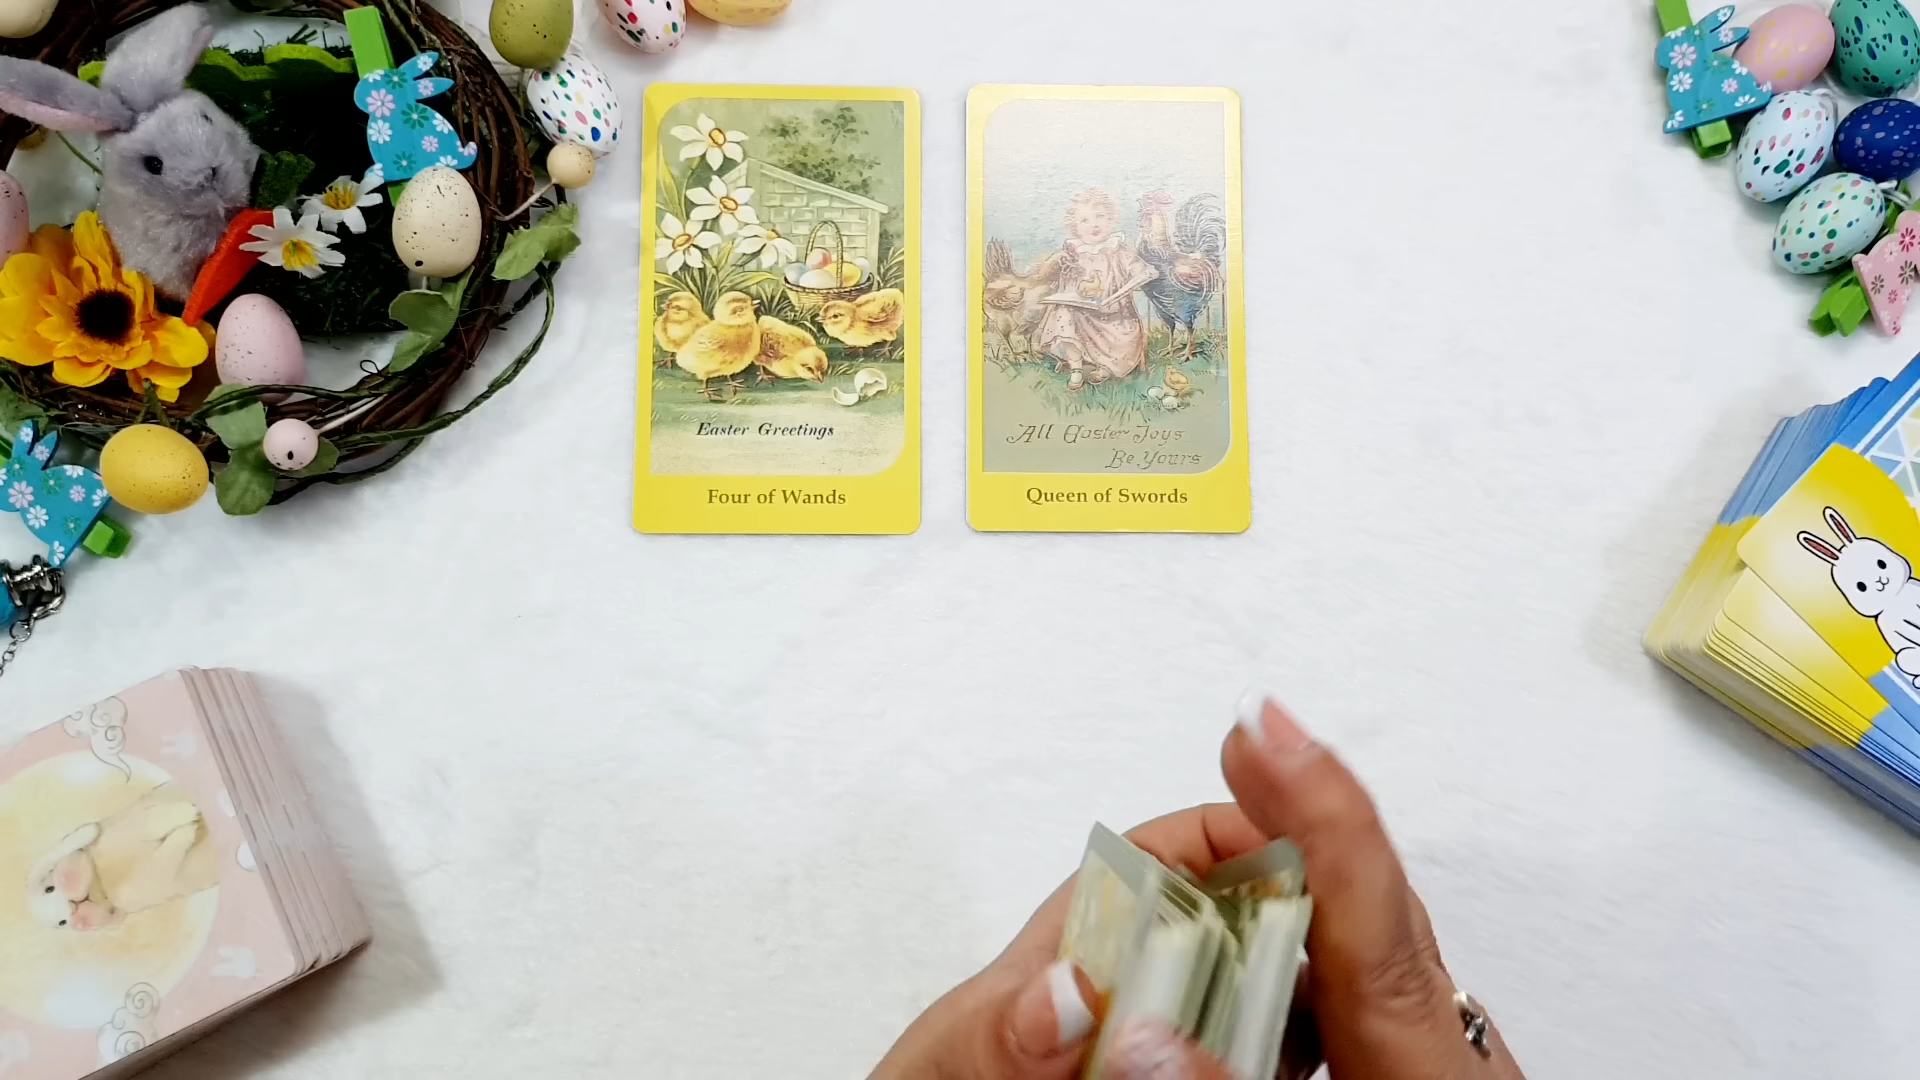 Easter Greetings
Four of Wands
All Easter Joys
Be Yours
Queen of Swords